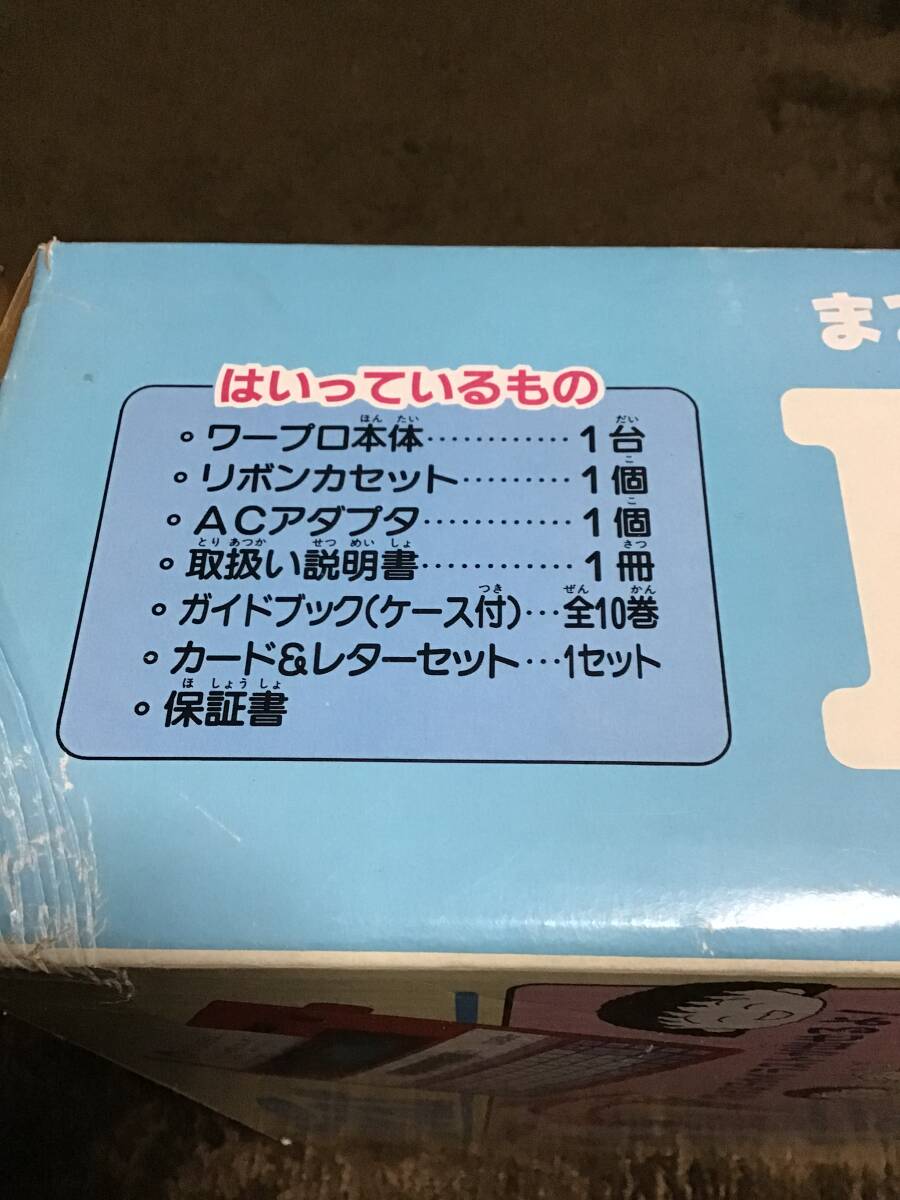 はいっているもの
。ワープロ本体…………1台
。リボンカセット………1個
。ACアダプタ…………1個
。取扱い説明書…………1冊
。ガイドブック(ケース付)…全10巻
。カード&レターセット…1セット
。保証書
ま